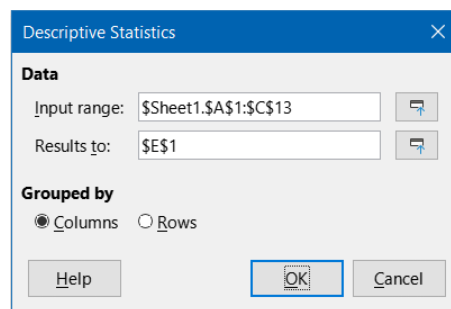 Descriptive Statistics
Data
Input range: $Sheet1.$A$1:$C$13
Results to: $E$1
Grouped by
Columns Rows
Help OK Cancel